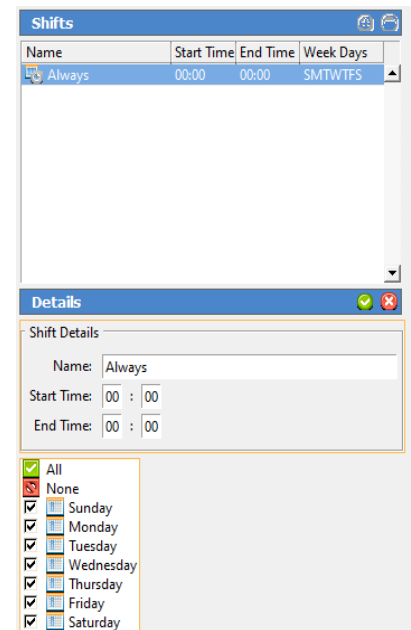 Shifts
Name Start Time End Time Week Days
Always 00:00 00:00 SMTWTFS
Details
Shift Details
Name: Always
Start Time: 00 : 00
End Time: 00 : 00
All
None
Sunday
Monday
Tuesday
Wednesday
Thursday
Friday
Saturday